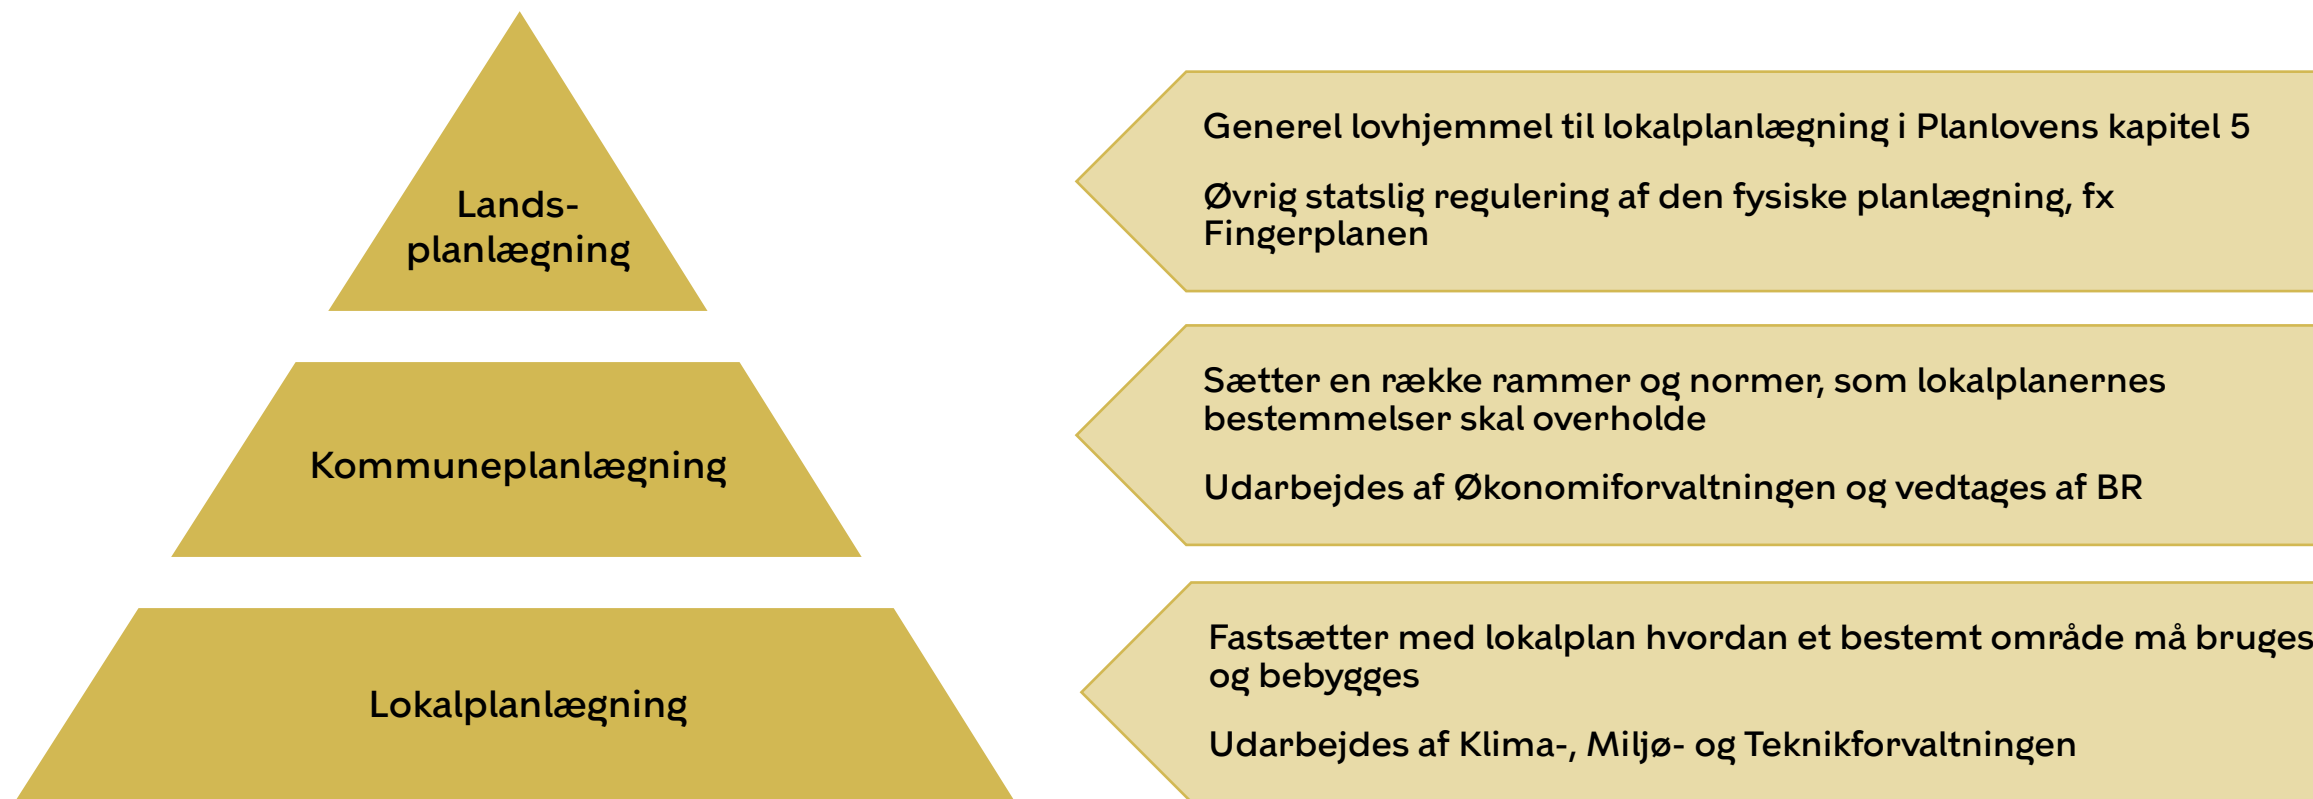 Lands-
planlægning
Generel lovhjemmel til lokalplanlægning i Planlovens kapitel 5
Øvrig statslig regulering af den fysiske planlægning, fx
Fingerplanen
Kommuneplanlægning
Sætter en række rammer og normer, som lokalplanernes
bestemmelser skal overholde
Udarbejdes af Økonomiforvaltningen og vedtages af BR
Lokalplanlægning
Fastsætter med lokalplan hvordan et bestemt område må bruges
og bebygges
Udarbejdes af Klima-, Miljø- og Teknikforvaltningen